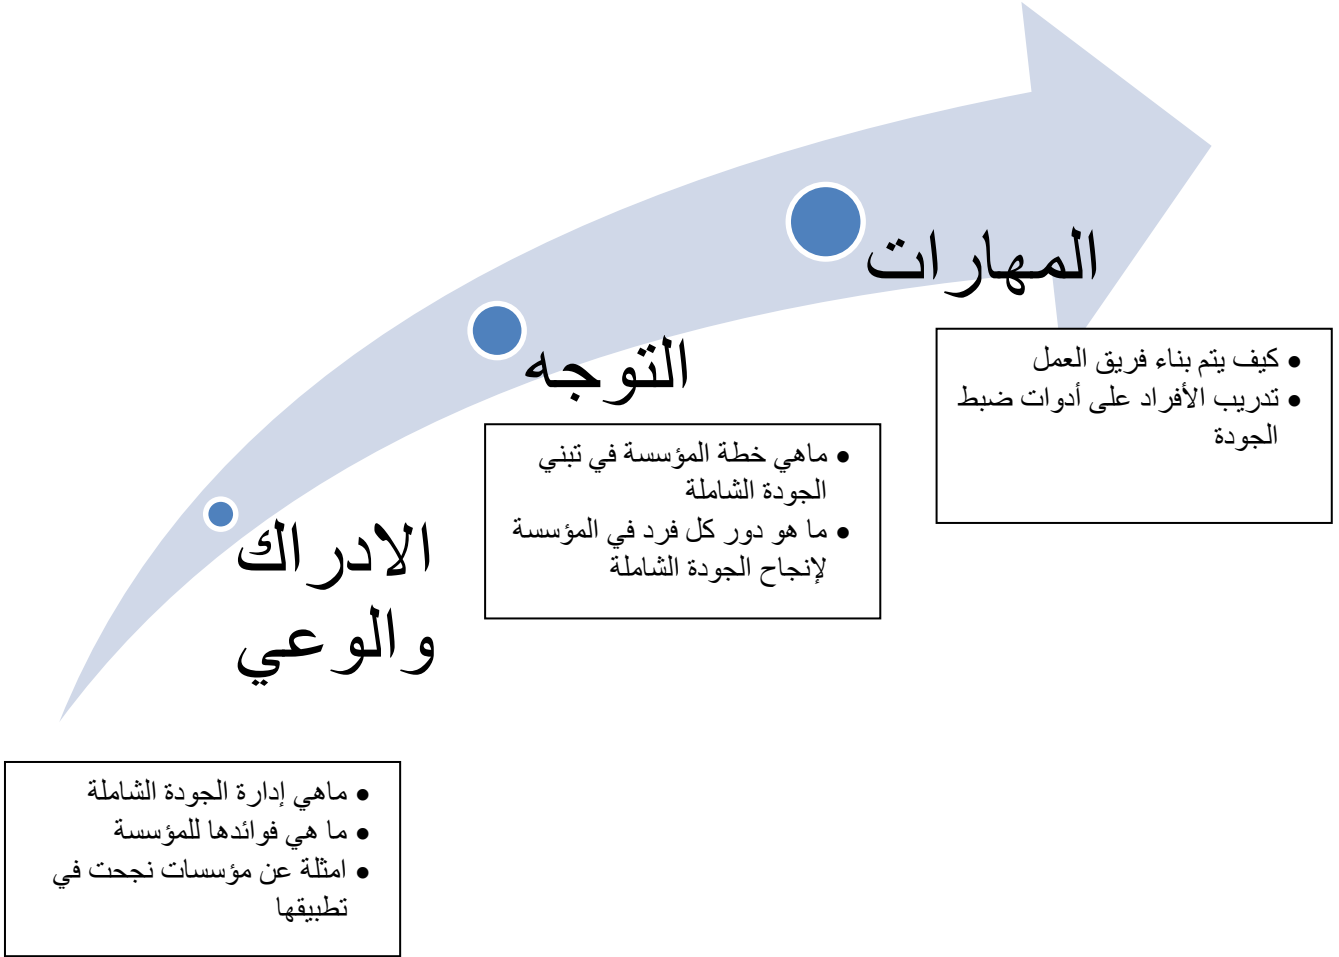 المهارات
• كيف يتم بناء فريق العمل
• تدريب الأفراد على أدوات ضبط
الجودة
التوجه
• ماهي خطة المؤسسة في تبني
الجودة الشاملة
• ما هو دور كل فرد في المؤسسة
لإنجاح الجودة الشاملة
الادراك
والوعي
• ماهي إدارة الجودة الشاملة
• ما هي فوائدها للمؤسسة
• امثلة عن مؤسسات نجحت في
تطبيقها